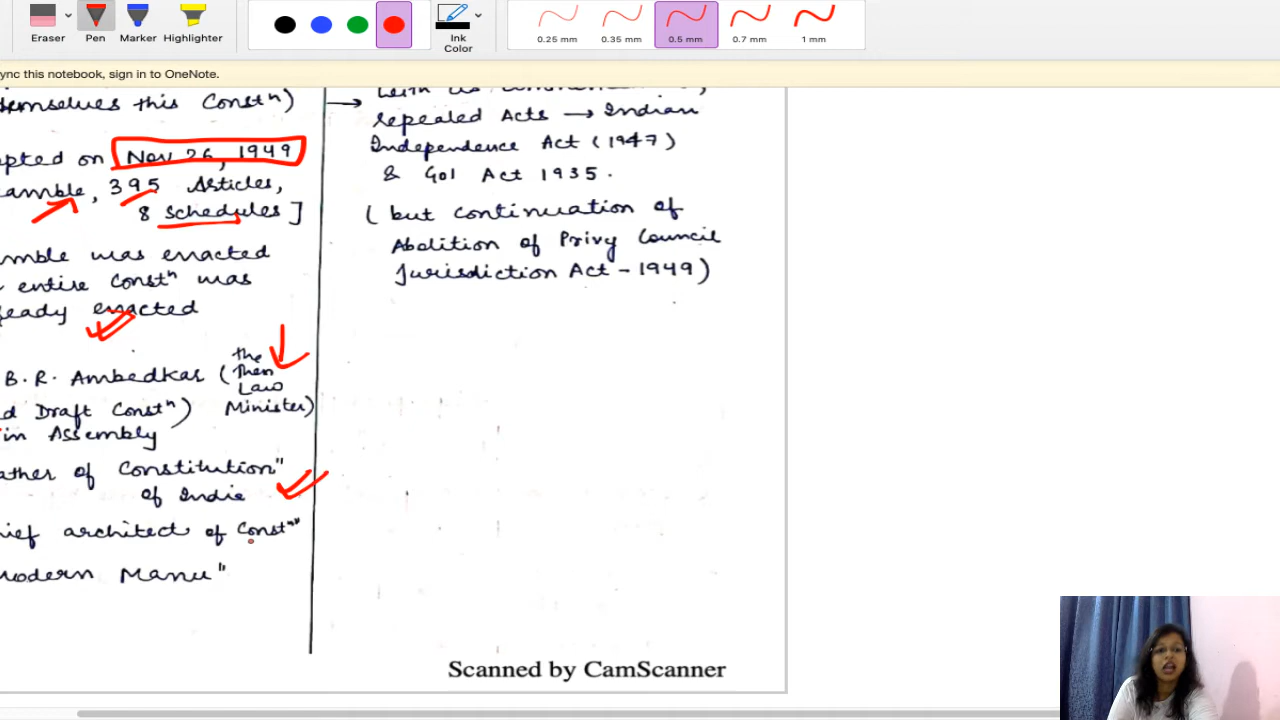 Eraser
Pen
Marker
Highlighter
Ink
Color
0.25 mm
0.35 mm
0.5 mm
0.7 mm
1 mm
ync this notebook, sign in to OneNote.
emselves this Constⁿ)
pted on Nov 26, 1949
amble, 395 Articles,
8 schedules]
mble was enacted
entire Constⁿ was
ready enacted
B. R. Ambedkar (the
Then
Law
Minister)
d Draft Constⁿ)
in Assembly
ather of Constitution"
of India
hief architect of Constⁿ"
modern Manu"
→ with its
repealed Acts → Indian
Independence Act (1947)
& GoI Act 1935.
(but continuation of
Abolition of Privy Council
Jurisdiction Act - 1949)
Scanned by CamScanner